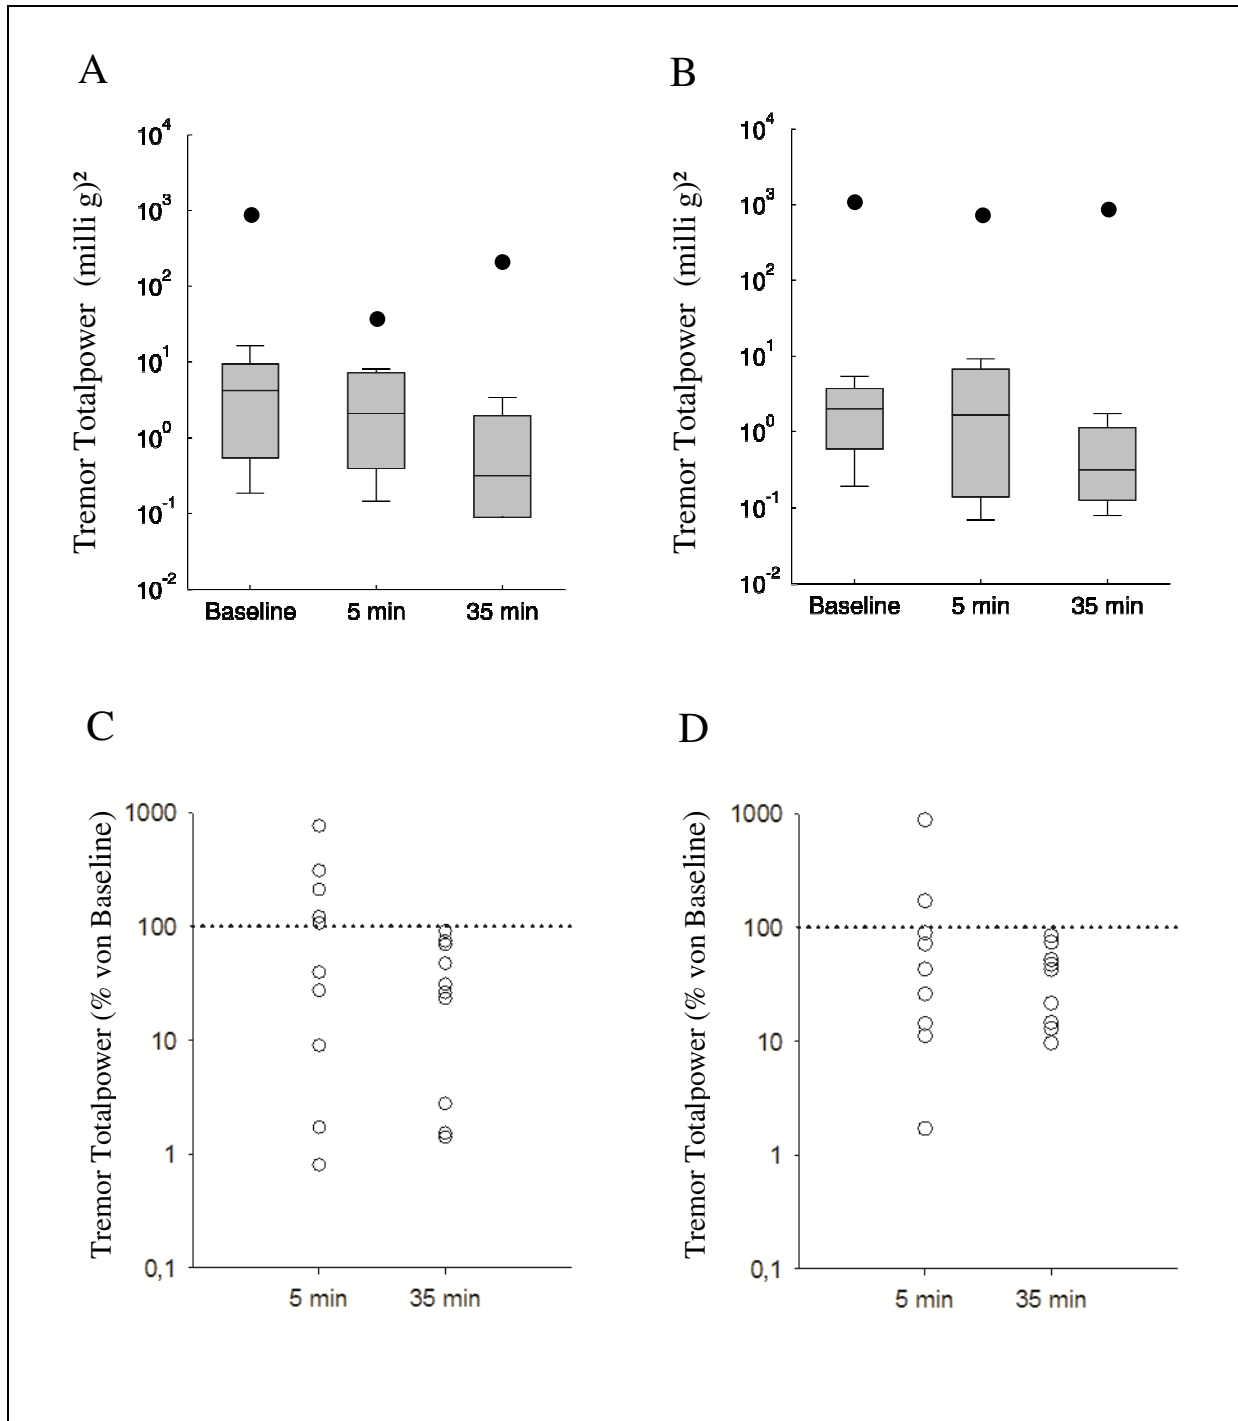 A
Tremor Totalpower (milli g)²
10⁴
10³
10²
10¹
10⁰
10⁻¹
10⁻²
Baseline 5 min 35 min
B
Tremor Totalpower (milli g)²
10⁴
10³
10²
10¹
10⁰
10⁻¹
10⁻²
Baseline 5 min 35 min
C
Tremor Totalpower (% von Baseline)
1000
100
10
1
0,1
5 min 35 min
D
Tremor Totalpower (% von Baseline)
1000
100
10
1
0,1
5 min 35 min